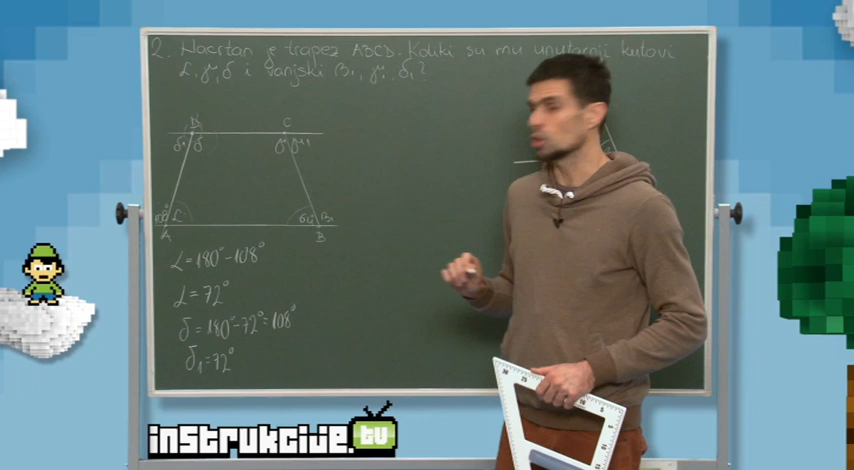 2. Nacrtan je trapez ABCD. Koliki su mu unutarnji kutovi
α, γ, δ i vanjski β₁, γ₁, δ₁?
D C
δ₁ δ γ γ₁
108° α β₁
A B
α = 180° - 108°
α = 72°
δ = 180° - 72° = 108°
δ₁ = 72°
instrukcije.tv